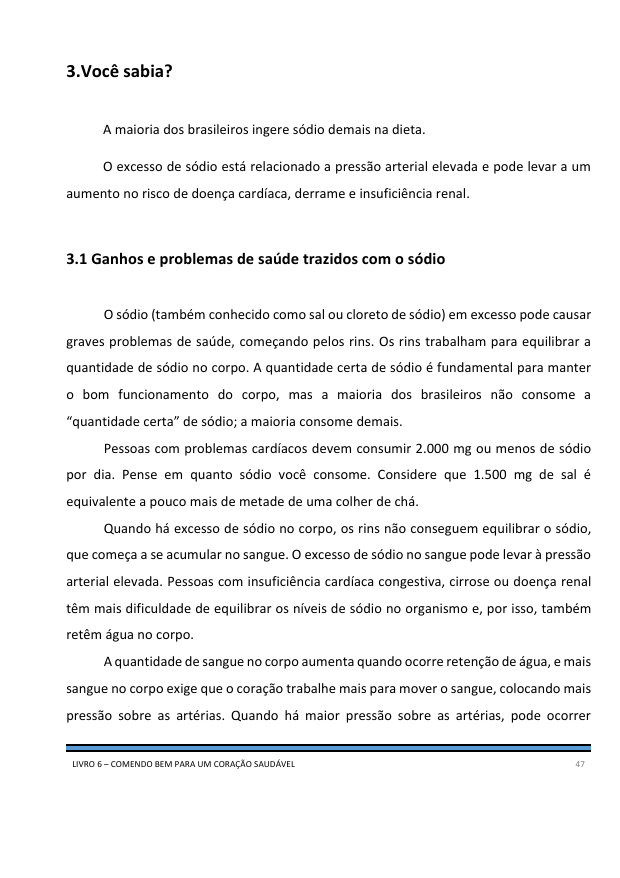 3.Você sabia?
A maioria dos brasileiros ingere sódio demais na dieta.
O excesso de sódio está relacionado a pressão arterial elevada e pode levar a um
aumento no risco de doença cardíaca, derrame e insuficiência renal.
3.1 Ganhos e problemas de saúde trazidos com o sódio
O sódio (também conhecido como sal ou cloreto de sódio) em excesso pode causar
graves problemas de saúde, começando pelos rins. Os rins trabalham para equilibrar a
quantidade de sódio no corpo. A quantidade certa de sódio é fundamental para manter
o bom funcionamento do corpo, mas a maioria dos brasileiros não consome a
“quantidade certa” de sódio; a maioria consome demais.
Pessoas com problemas cardíacos devem consumir 2.000 mg ou menos de sódio
por dia. Pense em quanto sódio você consome. Considere que 1.500 mg de sal é
equivalente a pouco mais de metade de uma colher de chá.
Quando há excesso de sódio no corpo, os rins não conseguem equilibrar o sódio,
que começa a se acumular no sangue. O excesso de sódio no sangue pode levar à pressão
arterial elevada. Pessoas com insuficiência cardíaca congestiva, cirrose ou doença renal
têm mais dificuldade de equilibrar os níveis de sódio no organismo e, por isso, também
retêm água no corpo.
A quantidade de sangue no corpo aumenta quando ocorre retenção de água, e mais
sangue no corpo exige que o coração trabalhe mais para mover o sangue, colocando mais
pressão sobre as artérias. Quando há maior pressão sobre as artérias, pode ocorrer
LIVRO 6 – COMENDO BEM PARA UM CORAÇÃO SAUDÁVEL 47